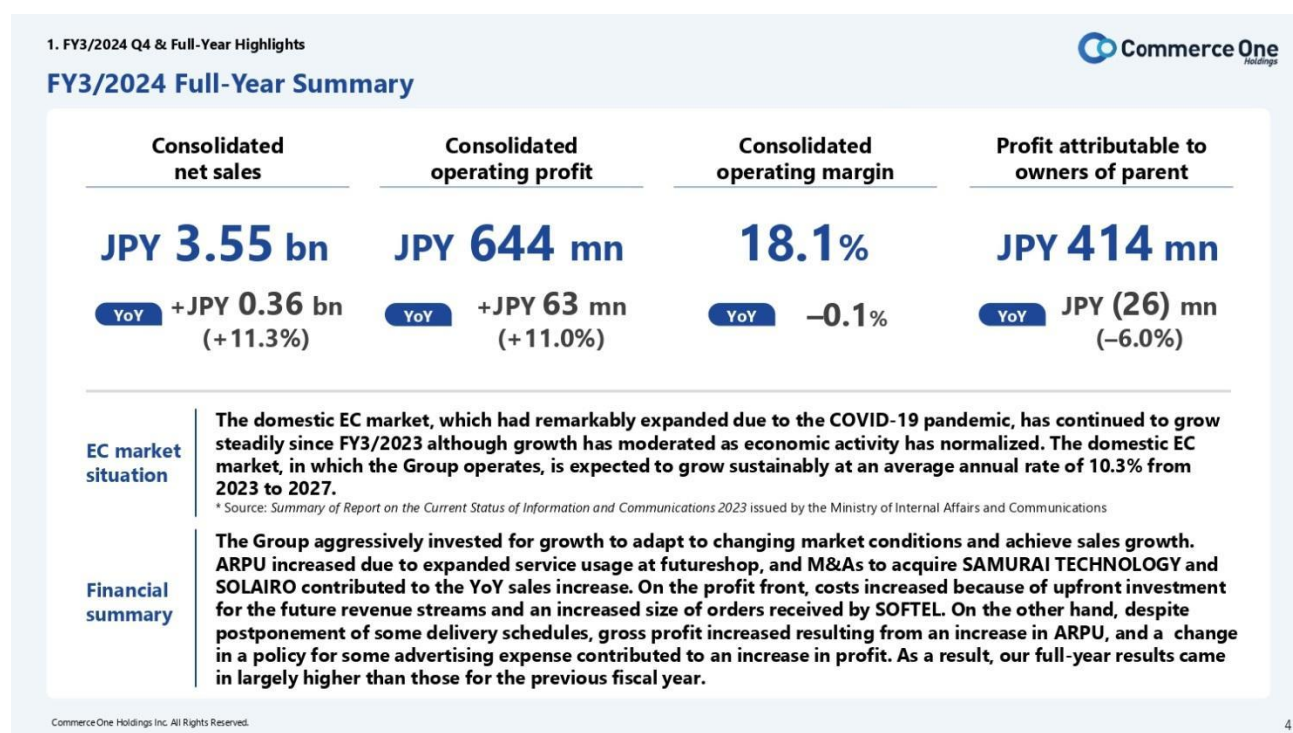 1. FY3/2024 Q4 & Full-Year Highlights
Commerce One
Holdings
FY3/2024 Full-Year Summary
Consolidated
net sales
JPY 3.55 bn
YoY
+JPY 0.36 bn
(+11.3%)
Consolidated
operating profit
JPY 644 mn
YoY
+JPY 63 mn
(+11.0%)
Consolidated
operating margin
18.1%
YoY
–0.1%
Profit attributable to
owners of parent
JPY 414 mn
YoY
JPY (26) mn
(–6.0%)
EC market
situation
The domestic EC market, which had remarkably expanded due to the COVID-19 pandemic, has continued to grow
steadily since FY3/2023 although growth has moderated as economic activity has normalized. The domestic EC
market, in which the Group operates, is expected to grow sustainably at an average annual rate of 10.3% from
2023 to 2027.
* Source: Summary of Report on the Current Status of Information and Communications 2023 issued by the Ministry of Internal Affairs and Communications
Financial
summary
The Group aggressively invested for growth to adapt to changing market conditions and achieve sales growth.
ARPU increased due to expanded service usage at futureshop, and M&As to acquire SAMURAI TECHNOLOGY and
SOLAIRO contributed to the YoY sales increase. On the profit front, costs increased because of upfront investment
for the future revenue streams and an increased size of orders received by SOFTEL. On the other hand, despite
postponement of some delivery schedules, gross profit increased resulting from an increase in ARPU, and a change
in a policy for some advertising expense contributed to an increase in profit. As a result, our full-year results came
in largely higher than those for the previous fiscal year.
Commerce One Holdings Inc. All Rights Reserved.
4